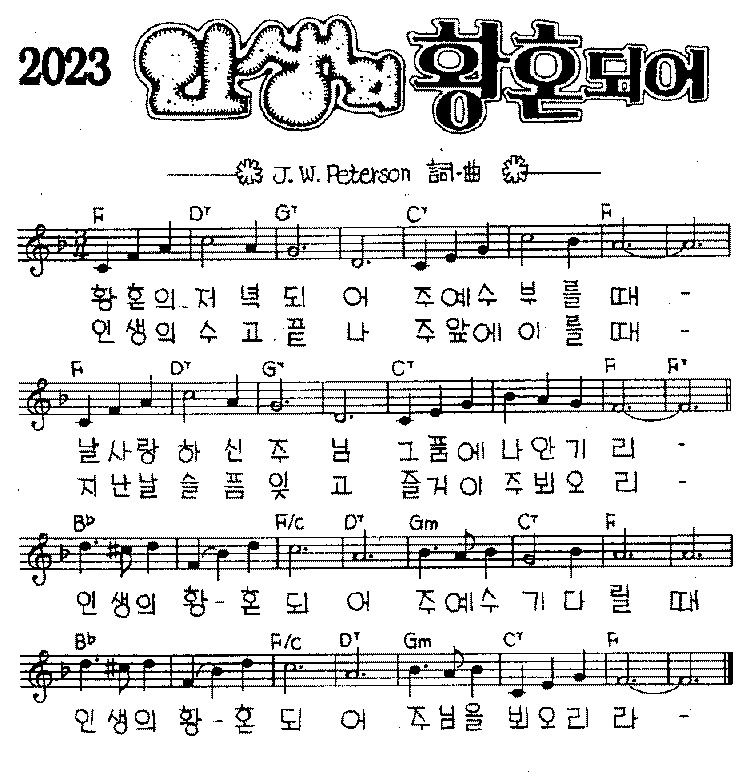 2023 인생의 황혼되어
J. W. Peterson 詞·曲
F D7 G7 C7 F
황혼의 저녁되어 주예수 부를때 -
인생의 수고끝나 주앞에 이를때 -
F D7 G7 C7 F F7
날사랑하신주님 그품에 나안기리 -
지난날 슬픔잊고 즐거이 주뵈오리 -
Bb F/c D7 Gm C7 F
인생의 황-혼되어 주예수 기다릴때
Bb F/c D7 Gm C7 F
인생의 황-혼되어 주님을 뵈오리라 -